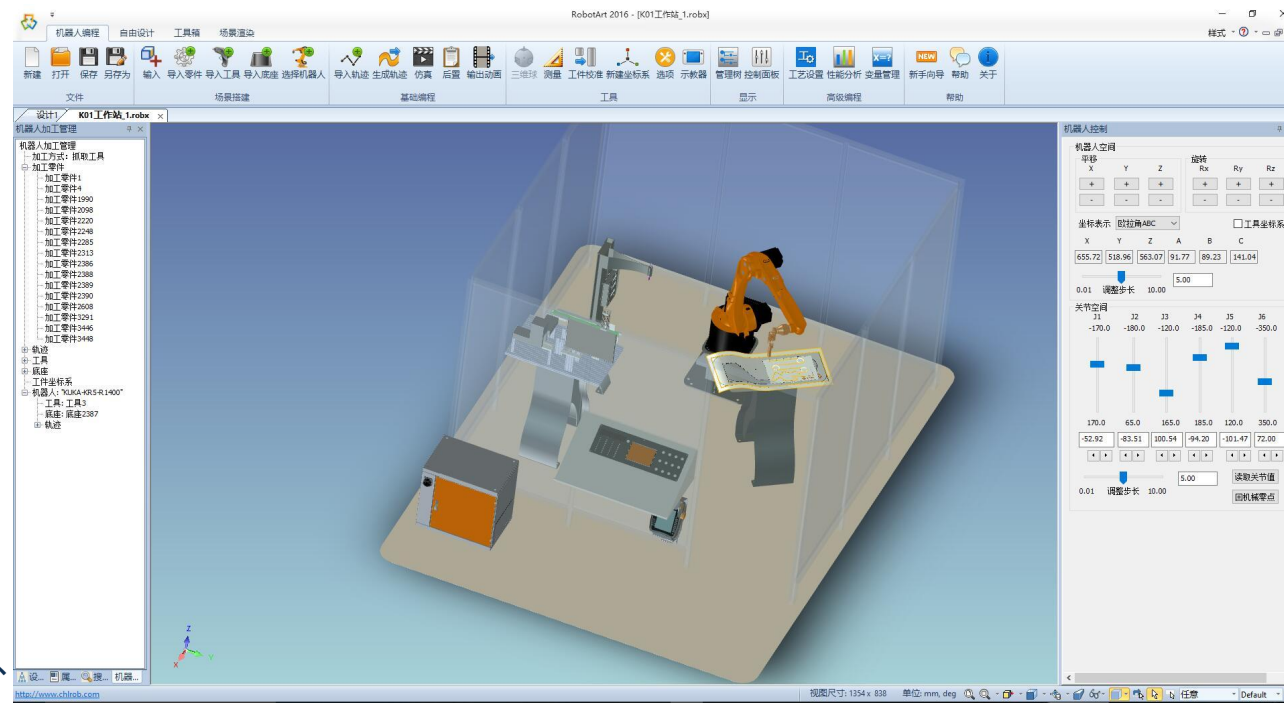 RobotArt 2016 - [K01工作站_1.robx]
机器人编程 自由设计 工具箱 场景渲染 样式
新建 打开 保存 另存为 输入 导入零件 导入工具 导入底座 选择机器人 导入轨迹 生成轨迹 仿真 后置 输出动画 三维球 测量 工件校准 新建坐标系 选项 示教器 管理树 控制面板 工艺设置 性能分析 变量管理 新手向导 帮助 关于
文件 场景搭建 基础编程 工具 显示 高级编程 帮助
设计1 K01工作站_1.robx
机器人加工管理
机器人加工管理
加工方式: 抓取工具
加工零件
加工零件1
加工零件4
加工零件1990
加工零件2098
加工零件2220
加工零件2248
加工零件2285
加工零件2313
加工零件2386
加工零件2388
加工零件2389
加工零件2390
加工零件2608
加工零件3291
加工零件3446
加工零件3448
轨迹
工具
底座
工件坐标系
机器人: "KUKA-KR5-R1400"
工具: 工具3
底座: 底座2387
轨迹
设... 属... 搜... 机器...
Z
X Y
机器人控制
机器人空间
平移 旋转
X Y Z Rx Ry Rz
+ + + + + +
- - - - - -
坐标表示 欧拉角ABC 工具坐标系
X Y Z A B C
655.72 518.96 563.07 91.77 89.23 141.04
5.00
0.01 调整步长 10.00
关节空间
J1 J2 J3 J4 J5 J6
-170.0 -180.0 -120.0 -185.0 -120.0 -350.0
170.0 65.0 165.0 185.0 120.0 350.0
-52.92 -83.51 100.54 -94.20 -101.47 72.00
5.00 读取关节值
0.01 调整步长 10.00 回机械零点
http://www.chlrob.com 视图尺寸: 1354 x 838 单位: mm, deg 任意 Default